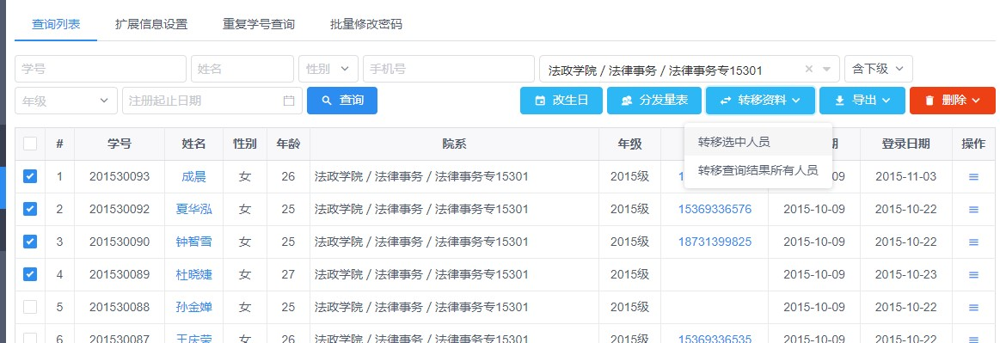 查询列表 扩展信息设置 重复学号查询 批量修改密码
学号 姓名 性别 手机号 法政学院 / 法律事务 / 法律事务专15301 含下级
年级 注册起止日期 查询 改生日 分发量表 转移资料 导出 删除
转移选中人员
转移查询结果所有人员
# 学号 姓名 性别 年龄 院系 年级 期 登录日期 操作
1 201530093 成晨 女 26 法政学院 / 法律事务 / 法律事务专15301 2015级 1 -09 2015-11-03
2 201530092 夏华泓 女 25 法政学院 / 法律事务 / 法律事务专15301 2015级 15369336576 2015-10-09 2015-10-22
3 201530090 钟智雪 女 25 法政学院 / 法律事务 / 法律事务专15301 2015级 18731399825 2015-10-09 2015-10-22
4 201530089 杜晓婕 女 27 法政学院 / 法律事务 / 法律事务专15301 2015级 2015-10-09 2015-10-23
5 201530088 孙金婵 女 25 法政学院 / 法律事务 / 法律事务专15301 2015级 2015-10-09 2015-10-22
6 201530087 王庆荣 女 26 法政学院 / 法律事务 / 法律事务专15301 2015级 15369336535 2015-10-09 2015-10-22